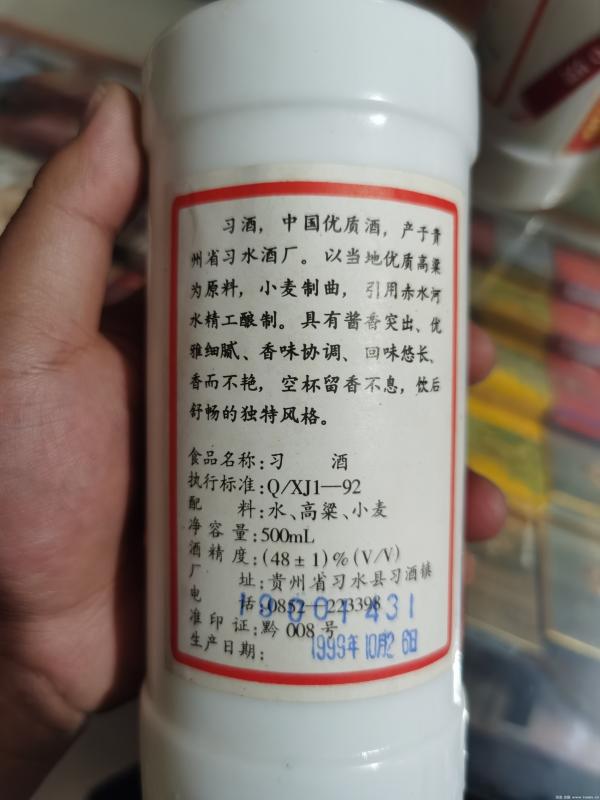 习酒，中国优质酒，产于贵
州省习水酒厂。以当地优质高粱
为原料，小麦制曲，引用赤水河
水精工酿制。具有酱香突出、优
雅细腻、香味协调、回味悠长、
香而不艳，空杯留香不息，饮后
舒畅的独特风格。
食品名称：习 酒
执行标准：Q/XJ1—92
配 料：水、高粱、小麦
净容量：500mL
酒精度：(48±1)%(V/V)
厂 址：贵州省习水县习酒镇
电 话：0852—223398
准印证：黔 008 号
生产日期：
1999年10月26日